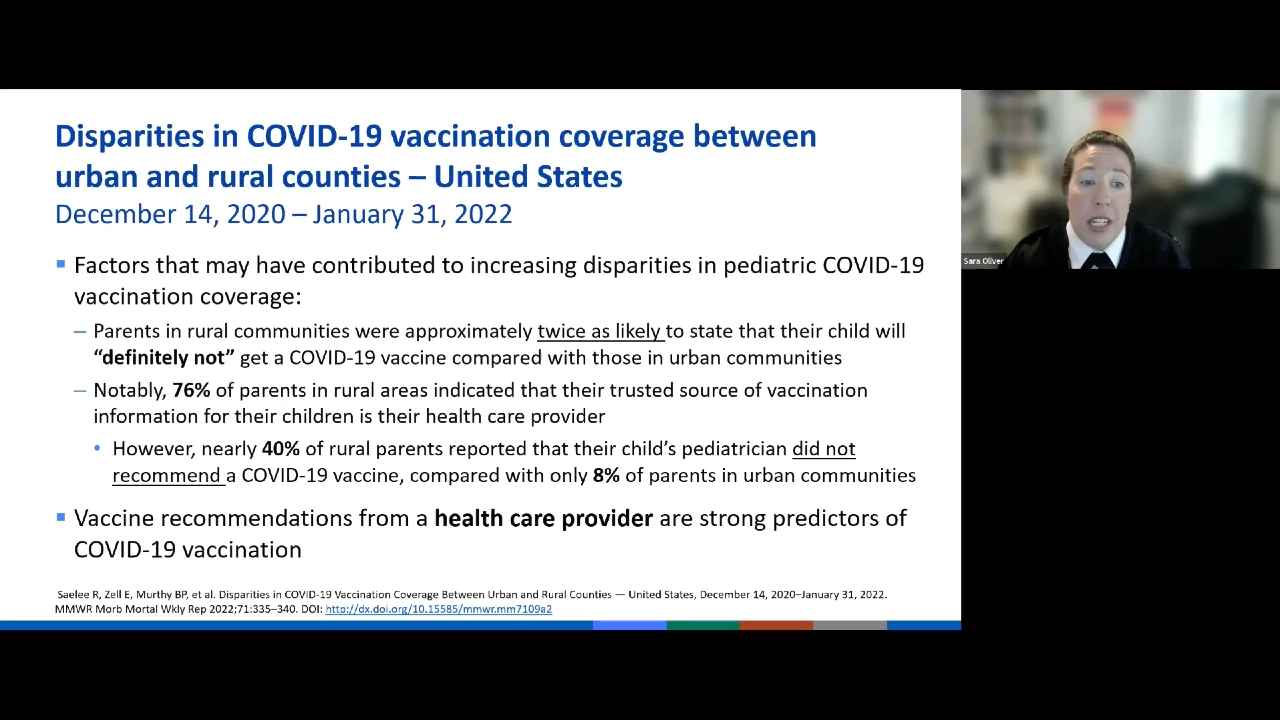 Disparities in COVID-19 vaccination coverage between
urban and rural counties – United States
December 14, 2020 – January 31, 2022
Factors that may have contributed to increasing disparities in pediatric COVID-19
vaccination coverage:
– Parents in rural communities were approximately twice as likely to state that their child will
“definitely not” get a COVID-19 vaccine compared with those in urban communities
– Notably, 76% of parents in rural areas indicated that their trusted source of vaccination
information for their children is their health care provider
• However, nearly 40% of rural parents reported that their child’s pediatrician did not
recommend a COVID-19 vaccine, compared with only 8% of parents in urban communities
Vaccine recommendations from a health care provider are strong predictors of
COVID-19 vaccination
Saelee R, Zell E, Murthy BP, et al. Disparities in COVID-19 Vaccination Coverage Between Urban and Rural Counties — United States, December 14, 2020–January 31, 2022.
MMWR Morb Mortal Wkly Rep 2022;71:335–340. DOI: http://dx.doi.org/10.15585/mmwr.mm7109a2
Sara Oliver